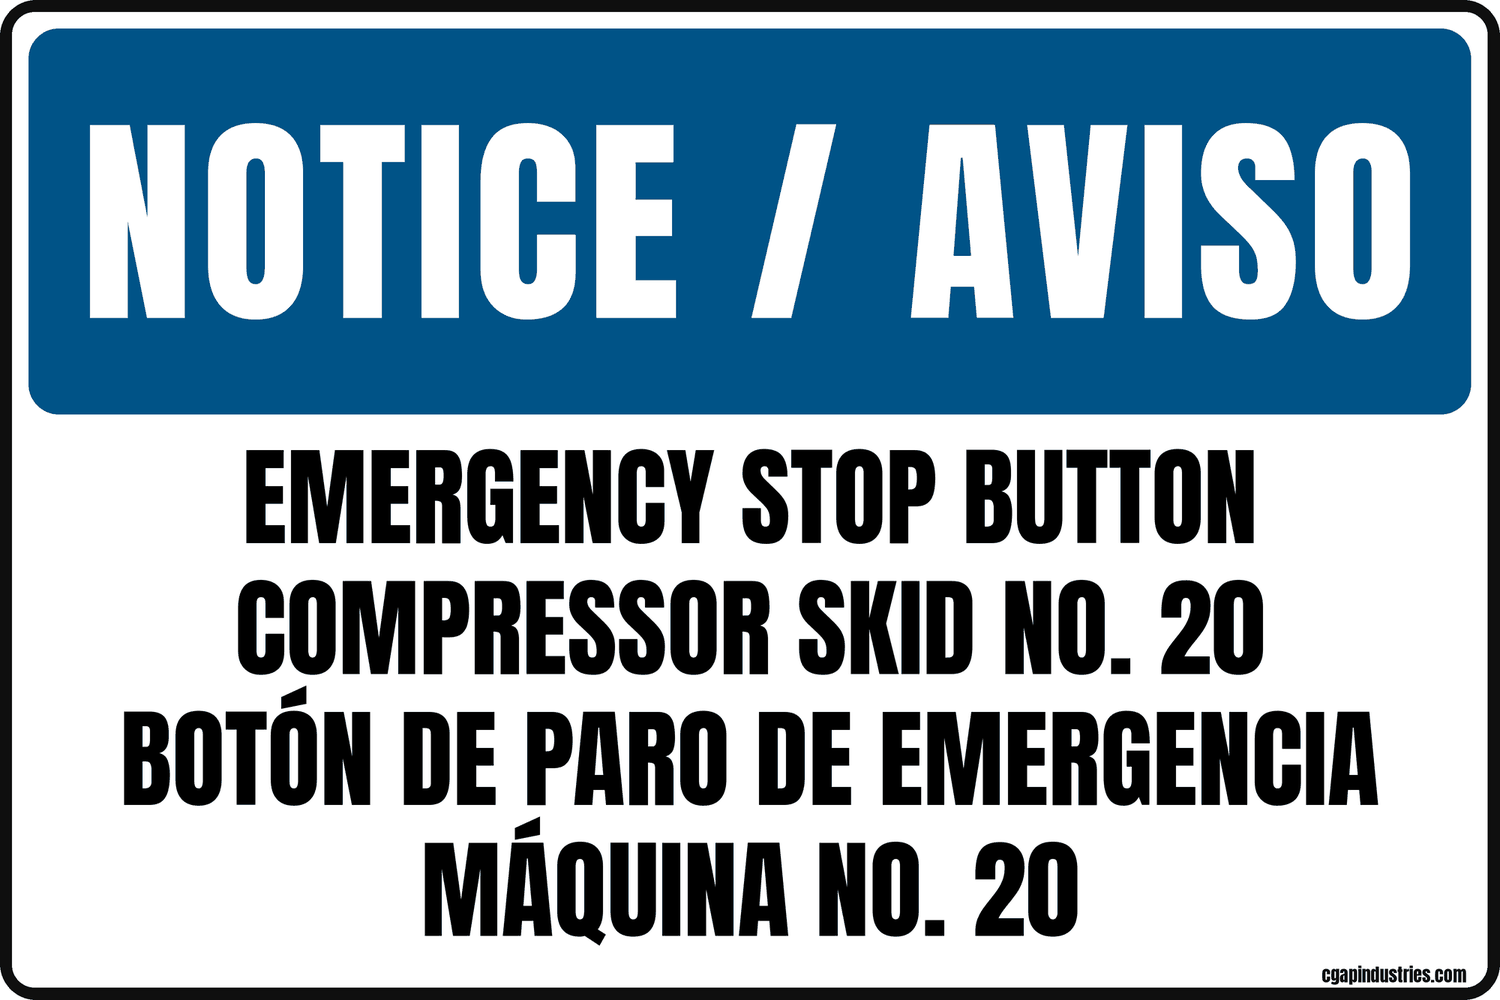 NOTICE / AVISO
EMERGENCY STOP BUTTON
COMPRESSOR SKID NO. 20
BOTÓN DE PARO DE EMERGENCIA
MÁQUINA NO. 20
cgapindustries.com